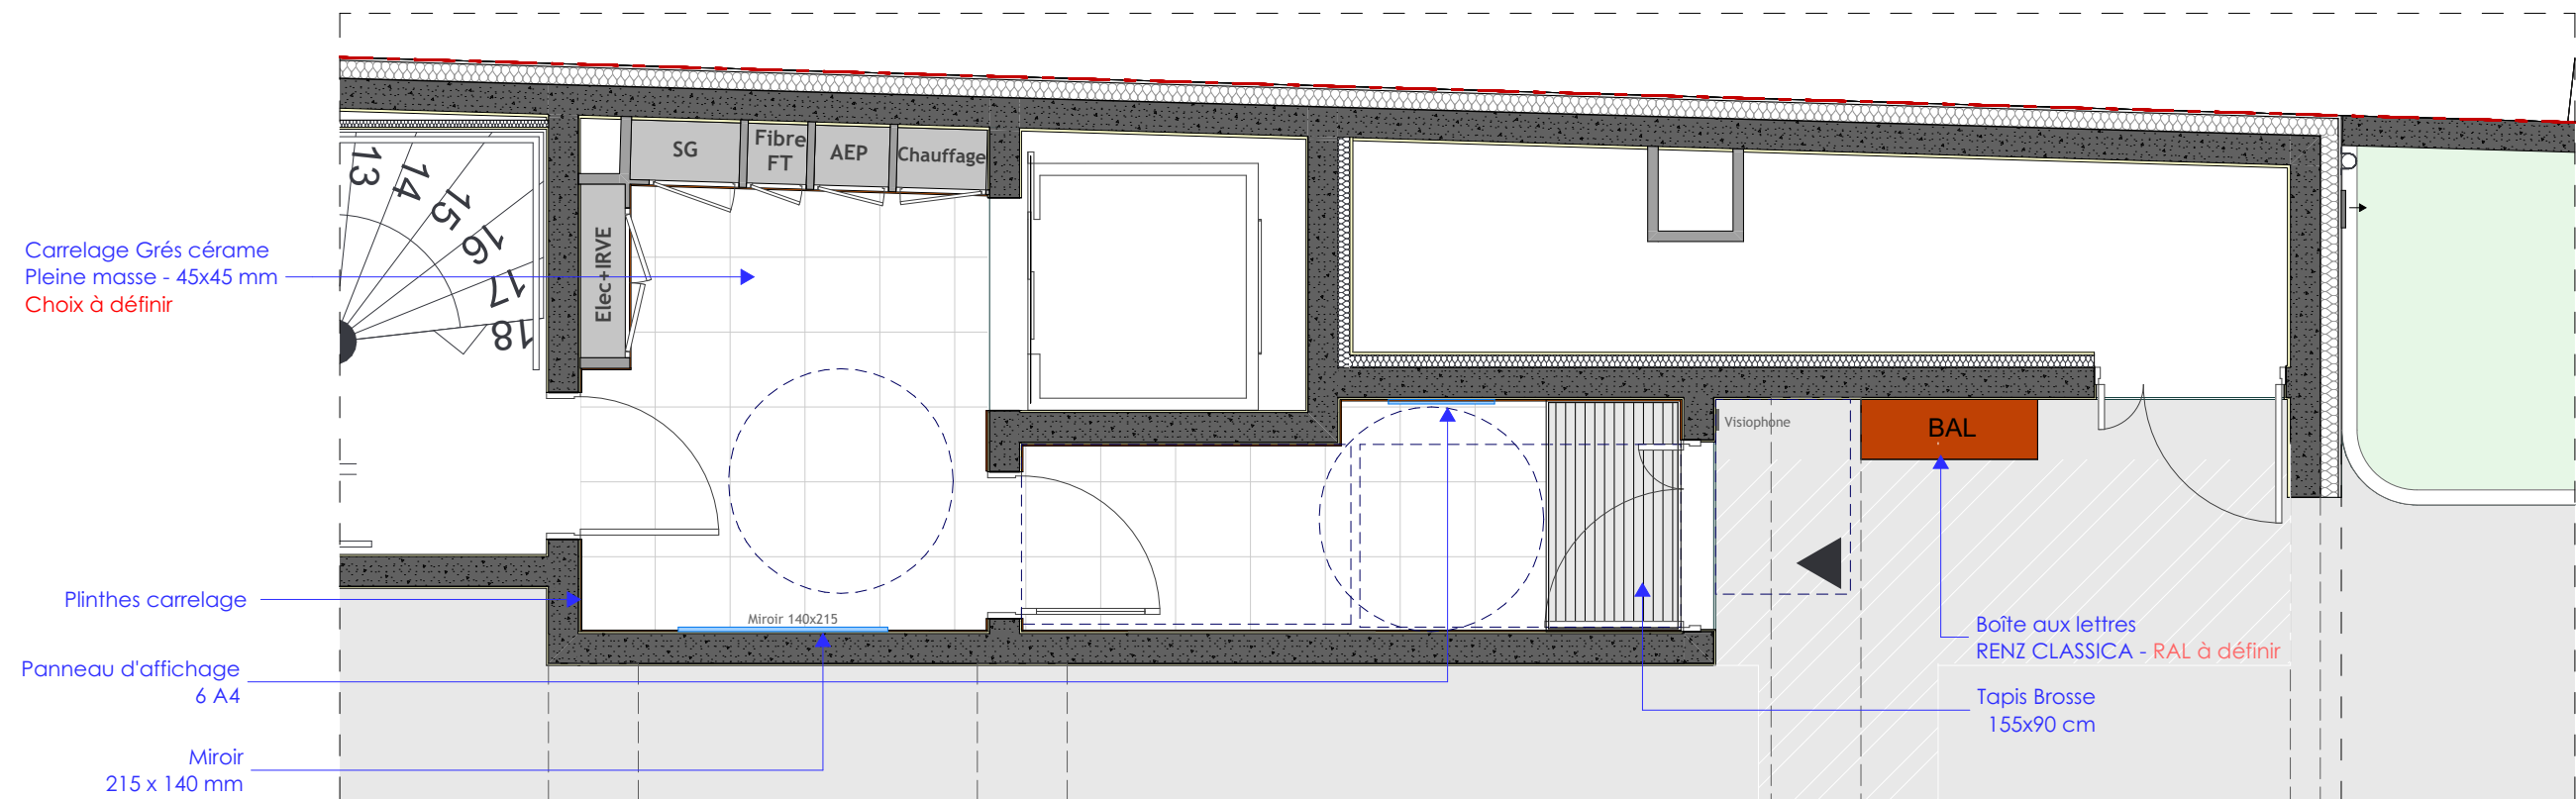 SG
Fibre
FT
AEP
Chauffage
13
14
15
16
17
18
Elec+IRVE
Carrelage Grés cérame
Pleine masse - 45x45 mm
Choix à définir
Visiophone
BAL
Plinthes carrelage
Miroir 140x215
Boîte aux lettres
RENZ CLASSICA - RAL à définir
Panneau d'affichage
6 A4
Tapis Brosse
155x90 cm
Miroir
215 x 140 mm